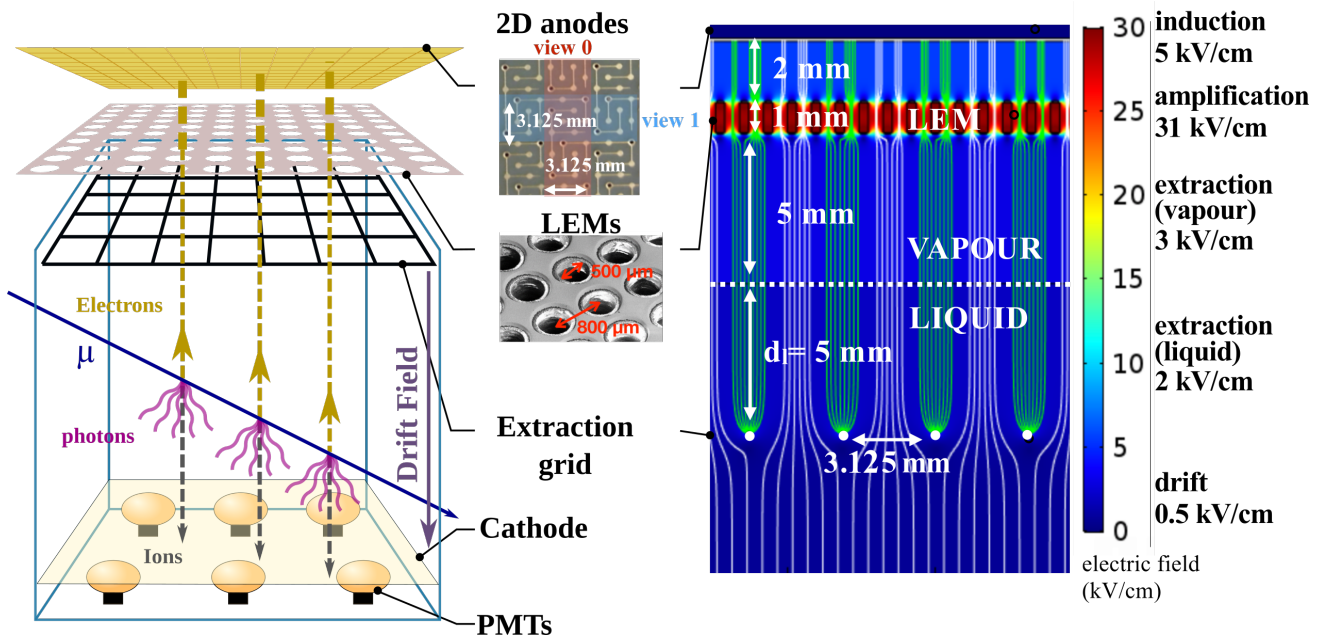 2D anodes
view 0
3.125 mm
view 1
3.125 mm
LEMs
500 µm
800 µm
Electrons
µ
photons
Drift Field
Extraction
grid
Cathode
Ions
PMTs
2 mm
1 mm
LEM
5 mm
VAPOUR
LIQUID
dl= 5 mm
3.125 mm
30
25
20
15
10
5
0
electric field
(kV/cm)
induction
5 kV/cm
amplification
31 kV/cm
extraction
(vapour)
3 kV/cm
extraction
(liquid)
2 kV/cm
drift
0.5 kV/cm